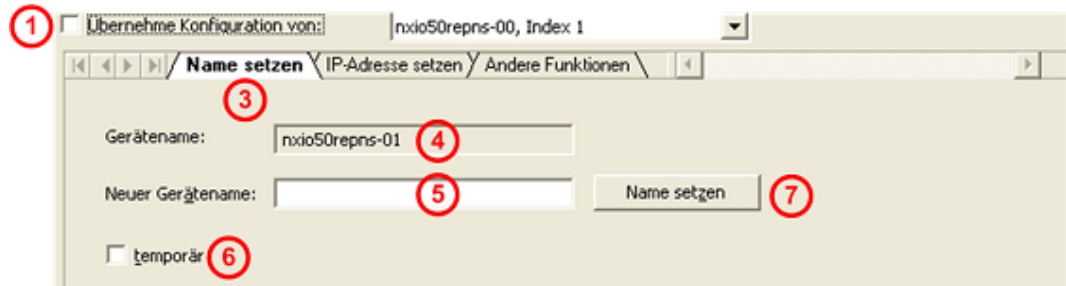 1 Übernehme Konfiguration von: nxio50repns-00, Index 1
Name setzen IP-Adresse setzen Andere Funktionen
3
Gerätename: nxio50repns-01 4
Neuer Gerätename: 5 Name setzen 7
temporär 6